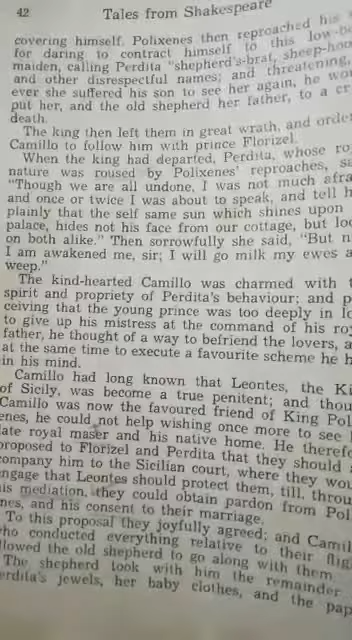 42 Tales from Shakespeare
covering himself. Polixenes then reproached his
for daring to contract himself to this low-bo
maiden, calling Perdita "shepherd's-brat, sheep-hoo
and other disrespectful names; and threatening,
ever she suffered his son to see her again, he wo
put her, and the old shepherd her father, to a cr
death.
The king then left them in great wrath, and order
Camillo to follow him with prince Florizel.
When the king had departed, Perdita, whose ro
nature was roused by Polixenes' reproaches, sa
"Though we are all undone, I was not much afra
and once or twice I was about to speak, and tell h
plainly that the self same sun which shines upon
palace, hides not his face from our cottage, but loo
on both alike." Then sorrowfully she said, "But n
I am awakened me, sir; I will go milk my ewes a
weep."
The kind-hearted Camillo was charmed with t
spirit and propriety of Perdita's behaviour; and p
ceiving that the young prince was too deeply in lo
to give up his mistress at the command of his ro
father, he thought of a way to befriend the lovers, a
at the same time to execute a favourite scheme he h
in his mind.
Camillo had long known that Leontes, the Ki
of Sicily, was become a true penitent; and thou
Camillo was now the favoured friend of King Pol
enes, he could not help wishing once more to see
late royal maser and his native home. He therefo
proposed to Florizel and Perdita that they should
company him to the Sicilian court, where they wou
ngage that Leontes should protect them, till, throu
is mediation, they could obtain pardon from Pol
nes, and his consent to their marriage.
To this proposal they joyfully agreed; and Camil
ho conducted everything relative to their flig
llowed the old shepherd to go along with them
The shepherd took with him the remainder
erdita's jewels, her baby clothes, and the pap